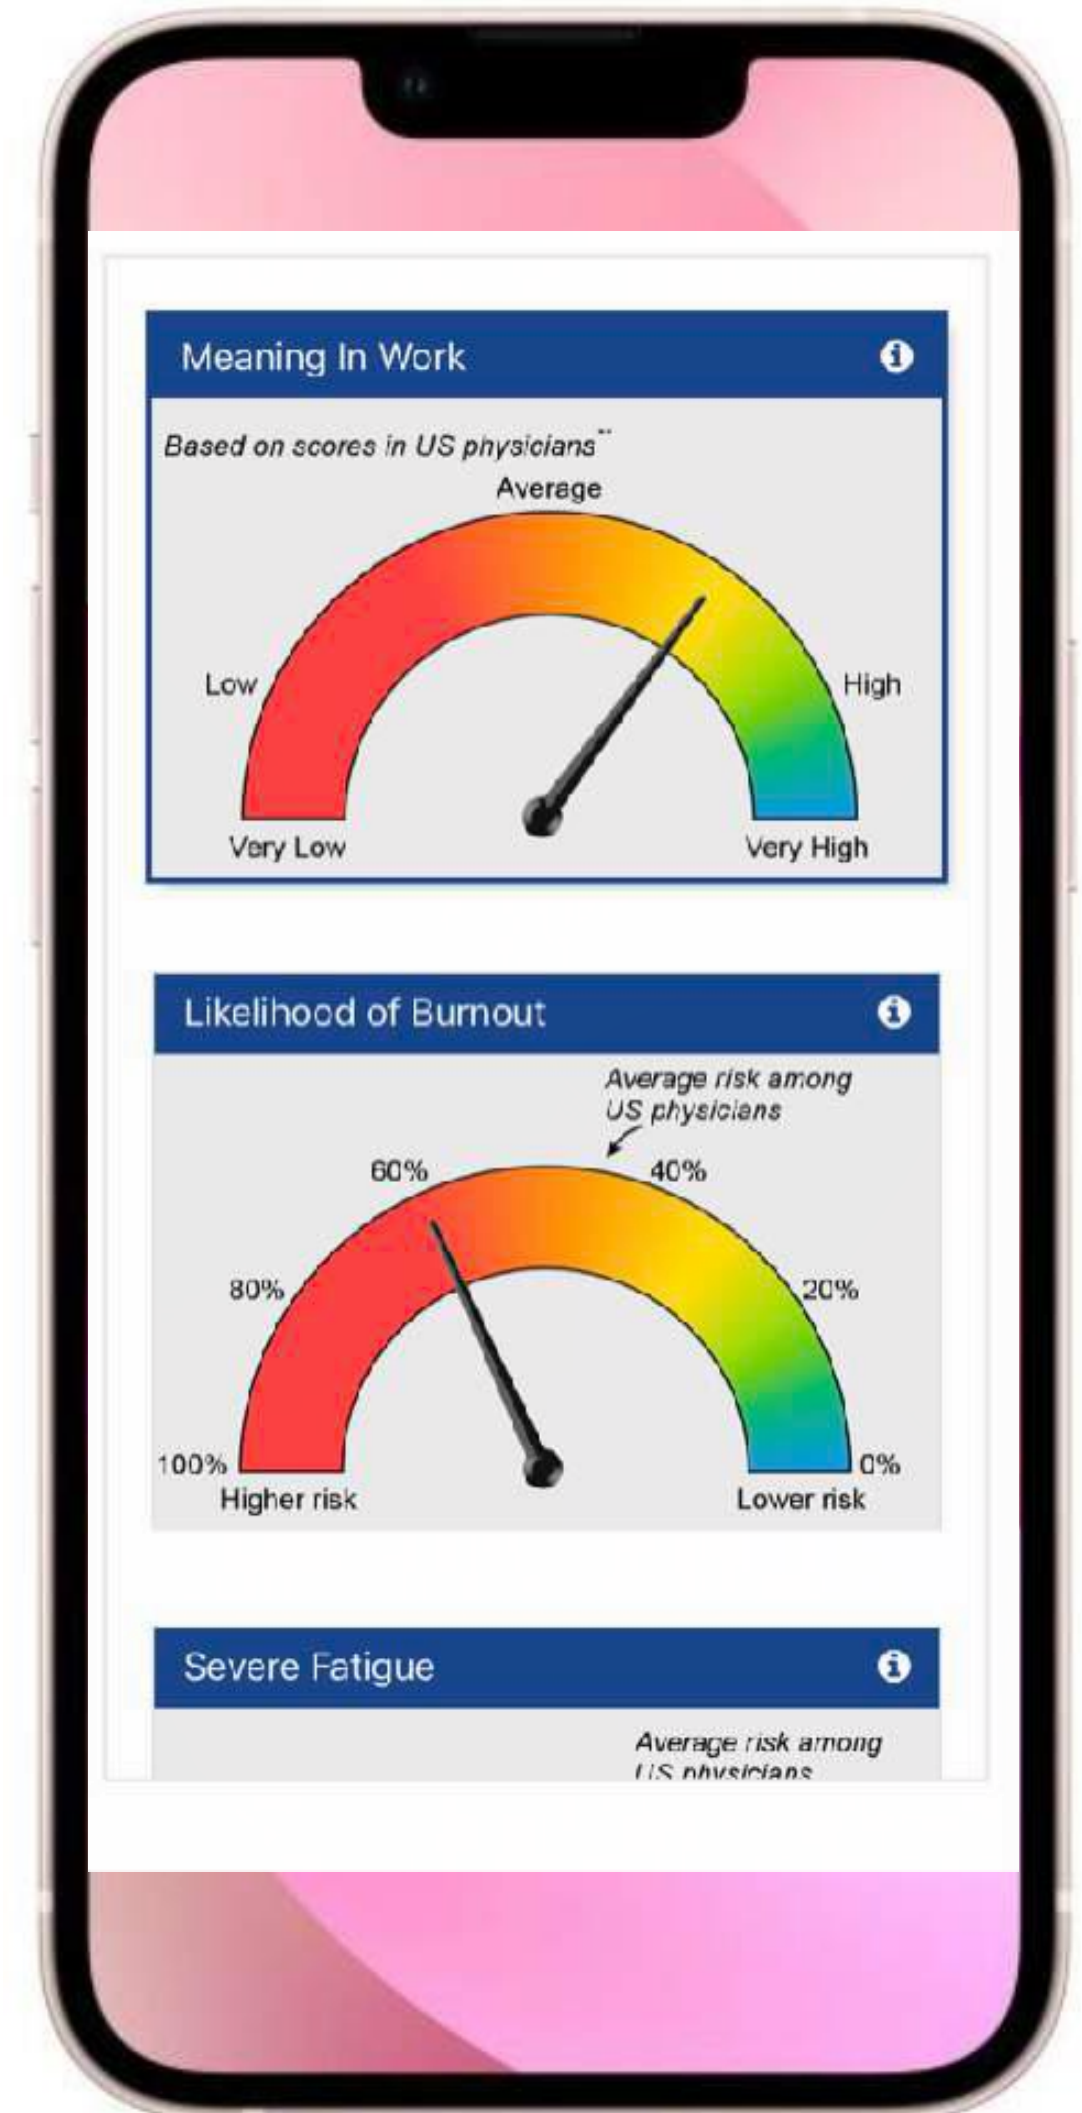 Meaning In Work
Based on scores in US physicians**
Average
Low
High
Very Low
Very High
Likelihood of Burnout
Average risk among
US physicians
60%
40%
80%
20%
100%
0%
Higher risk
Lower risk
Severe Fatigue
Average risk among
US physicians